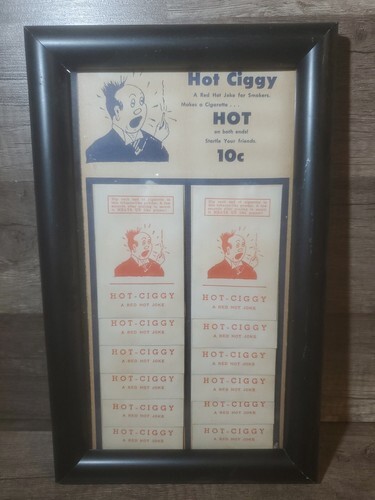 Hot Ciggy
A Red Hot Joke for Smokers.
Makes a Cigarette . . .
HOT
on both ends!
Startle Your Friends
10c
HOT-CIGGY
A RED HOT JOKE
HOT-CIGGY
A RED HOT JOKE
HOT-CIGGY
A RED HOT JOKE
HOT-CIGGY
A RED HOT JOKE
HOT-CIGGY
A RED HOT JOKE
HOT-CIGGY
A RED HOT JOKE
HOT-CIGGY
A RED HOT JOKE
HOT-CIGGY
A RED HOT JOKE
HOT-CIGGY
A RED HOT JOKE
HOT-CIGGY
A RED HOT JOKE
HOT-CIGGY
A RED HOT JOKE
HOT-CIGGY
A RED HOT JOKE